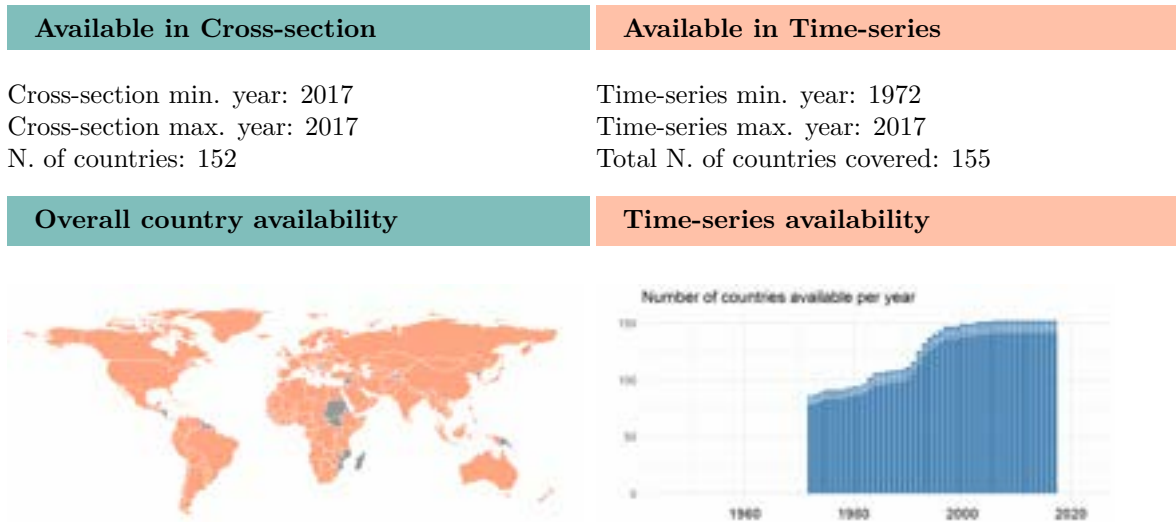 Available in Cross-section
Available in Time-series
Cross-section min. year: 2017
Cross-section max. year: 2017
N. of countries: 152
Time-series min. year: 1972
Time-series max. year: 2017
Total N. of countries covered: 155
Overall country availability
Time-series availability
Number of countries available per year
150
100
50
0
1960
1980
2000
2020